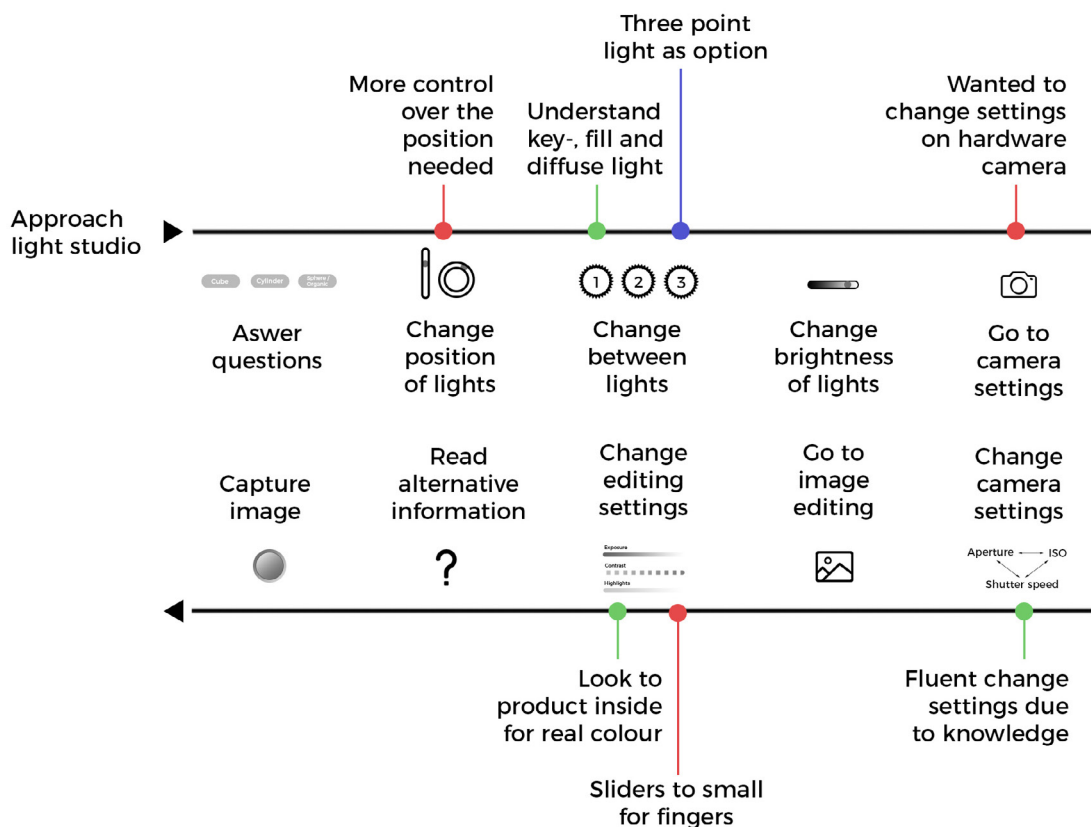 Three point
light as option
More control
over the
position
needed
Understand
key-, fill and
diffuse light
Wanted to
change settings
on hardware
camera
Approach
light studio
Cube
Cylinder
Sphere /
Organic
1
2
3
Aswer
questions
Change
position
of lights
Change
between
lights
Change
brightness
of lights
Go to
camera
settings
Capture
image
Read
alternative
information
Change
editing
settings
Go to
image
editing
Change
camera
settings
?
Exposure
Contrast
Highlights
Aperture
ISO
Shutter speed
Look to
product inside
for real colour
Sliders to small
for fingers
Fluent change
settings due
to knowledge